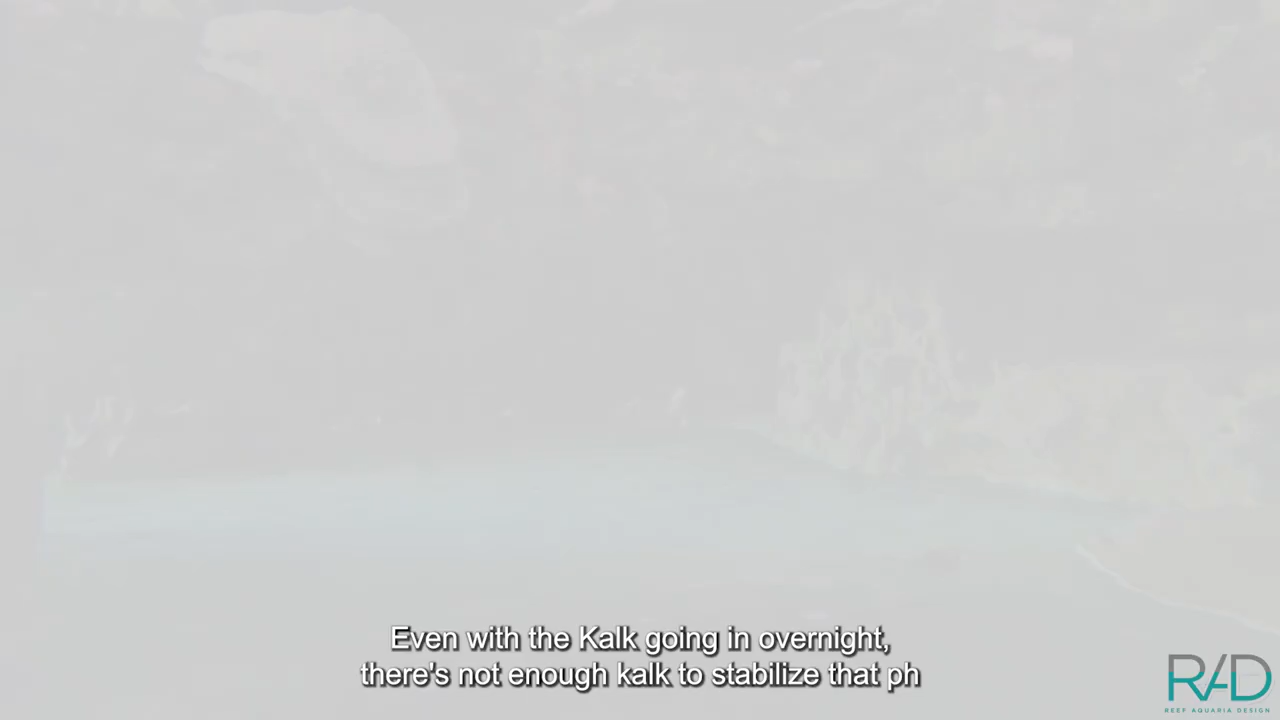 Even with the Kalk going in overnight,
there's not enough kalk to stabilize that ph
RAD
REEF AQUARIA DESIGN